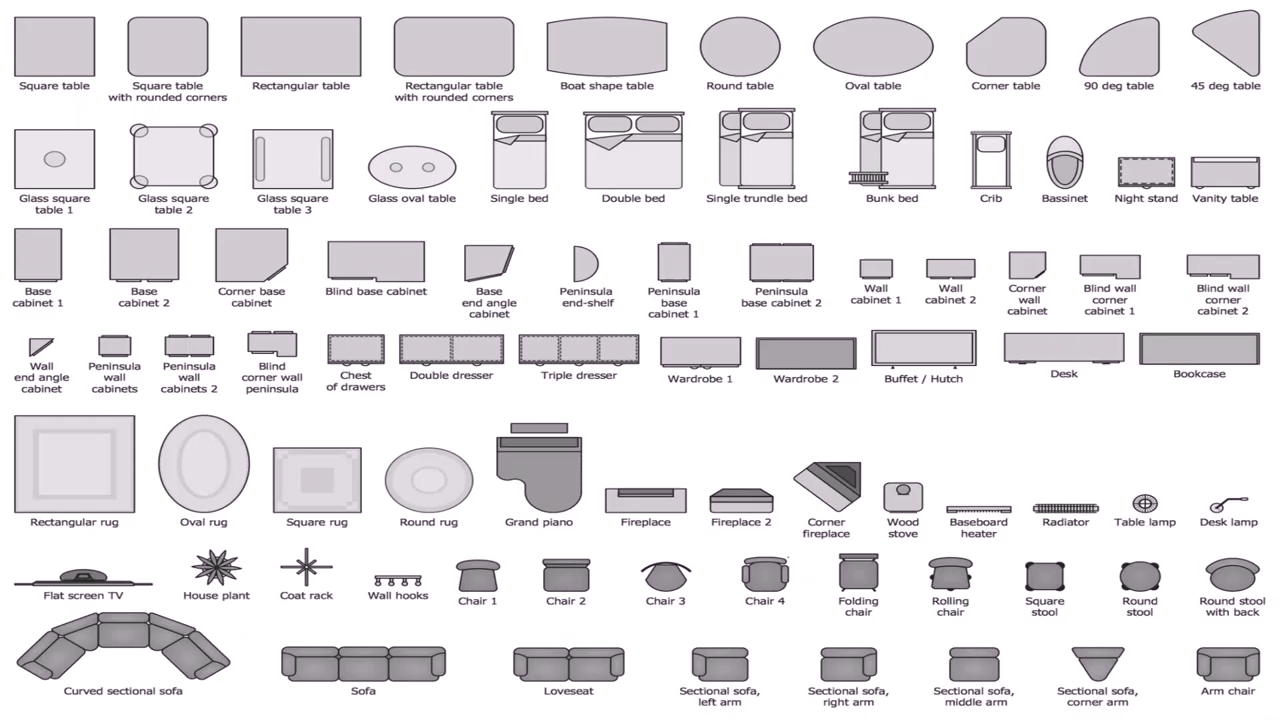 Square table
Square table
with rounded corners
Rectangular table
Rectangular table
with rounded corners
Boat shape table
Round table
Oval table
Corner table
90 deg table
45 deg table
Glass square
table 1
Glass square
table 2
Glass square
table 3
Glass oval table
Single bed
Double bed
Single trundle bed
Bunk bed
Crib
Bassinet
Night stand
Vanity table
Base
cabinet 1
Base
cabinet 2
Corner base
cabinet
Blind base cabinet
Base
end angle
cabinet
Peninsula
end-shelf
Peninsula
base
cabinet 1
Peninsula
base cabinet 2
Wall
cabinet 1
Wall
cabinet 2
Corner
wall
cabinet
Blind wall
corner
cabinet 1
Blind wall
corner
cabinet 2
Wall
end angle
cabinet
Peninsula
wall
cabinets
Peninsula
wall
cabinets 2
Blind
corner wall
peninsula
Chest
of drawers
Double dresser
Triple dresser
Wardrobe 1
Wardrobe 2
Buffet / Hutch
Desk
Bookcase
Rectangular rug
Oval rug
Square rug
Round rug
Grand piano
Fireplace
Fireplace 2
Corner
fireplace
Wood
stove
Baseboard
heater
Radiator
Table lamp
Desk lamp
Flat screen TV
House plant
Coat rack
Wall hooks
Chair 1
Chair 2
Chair 3
Chair 4
Folding
chair
Rolling
chair
Square
stool
Round
stool
Round stool
with back
Curved sectional sofa
Sofa
Loveseat
Sectional sofa,
left arm
Sectional sofa,
right arm
Sectional sofa,
middle arm
Sectional sofa,
corner arm
Arm chair